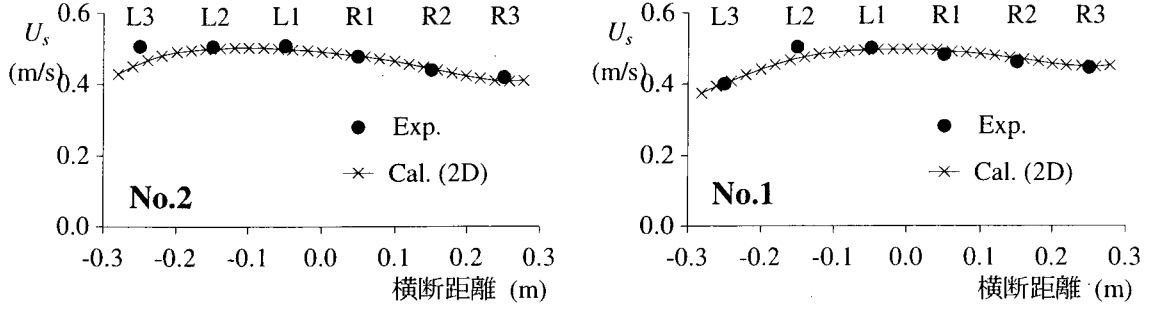 0.6 L3 L2 L1 R1 R2 R3
U_s
(m/s)
0.4
0.2
0.0
Exp.
Cal. (2D)
No.2
-0.3 -0.2 -0.1 0.0 0.1 0.2 0.3
横断距離 (m)
0.6 L3 L2 L1 R1 R2 R3
U_s
(m/s)
0.4
0.2
0.0
Exp.
Cal. (2D)
No.1
-0.3 -0.2 -0.1 0.0 0.1 0.2 0.3
横断距離 (m)